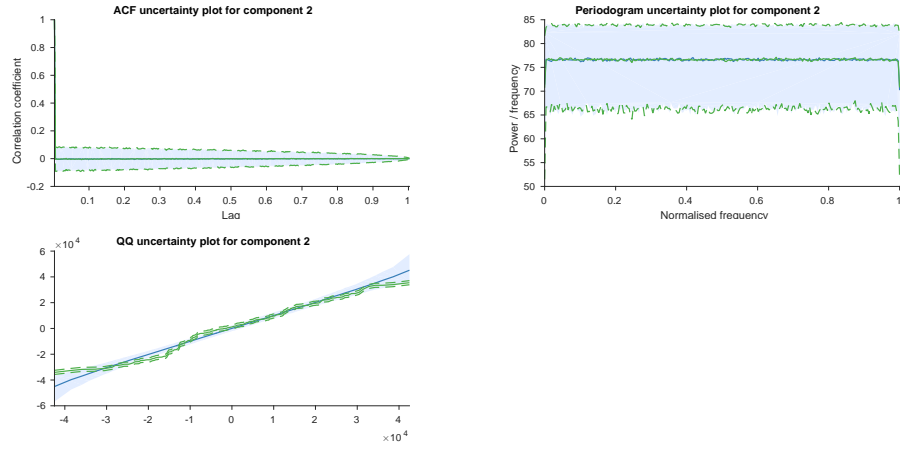 ACF uncertainty plot for component 2
1
0.8
0.6
0.4
0.2
0
-0.2
Correlation coefficient
0.1 0.2 0.3 0.4 0.5 0.6 0.7 0.8 0.9 1
Lag
Periodogram uncertainty plot for component 2
85
80
75
70
65
60
55
50
Power / frequency
0 0.2 0.4 0.6 0.8 1
Normalised frequency
QQ uncertainty plot for component 2
×10 4
6
4
2
0
-2
-4
-6
-4 -3 -2 -1 0 1 2 3 4
×10 4